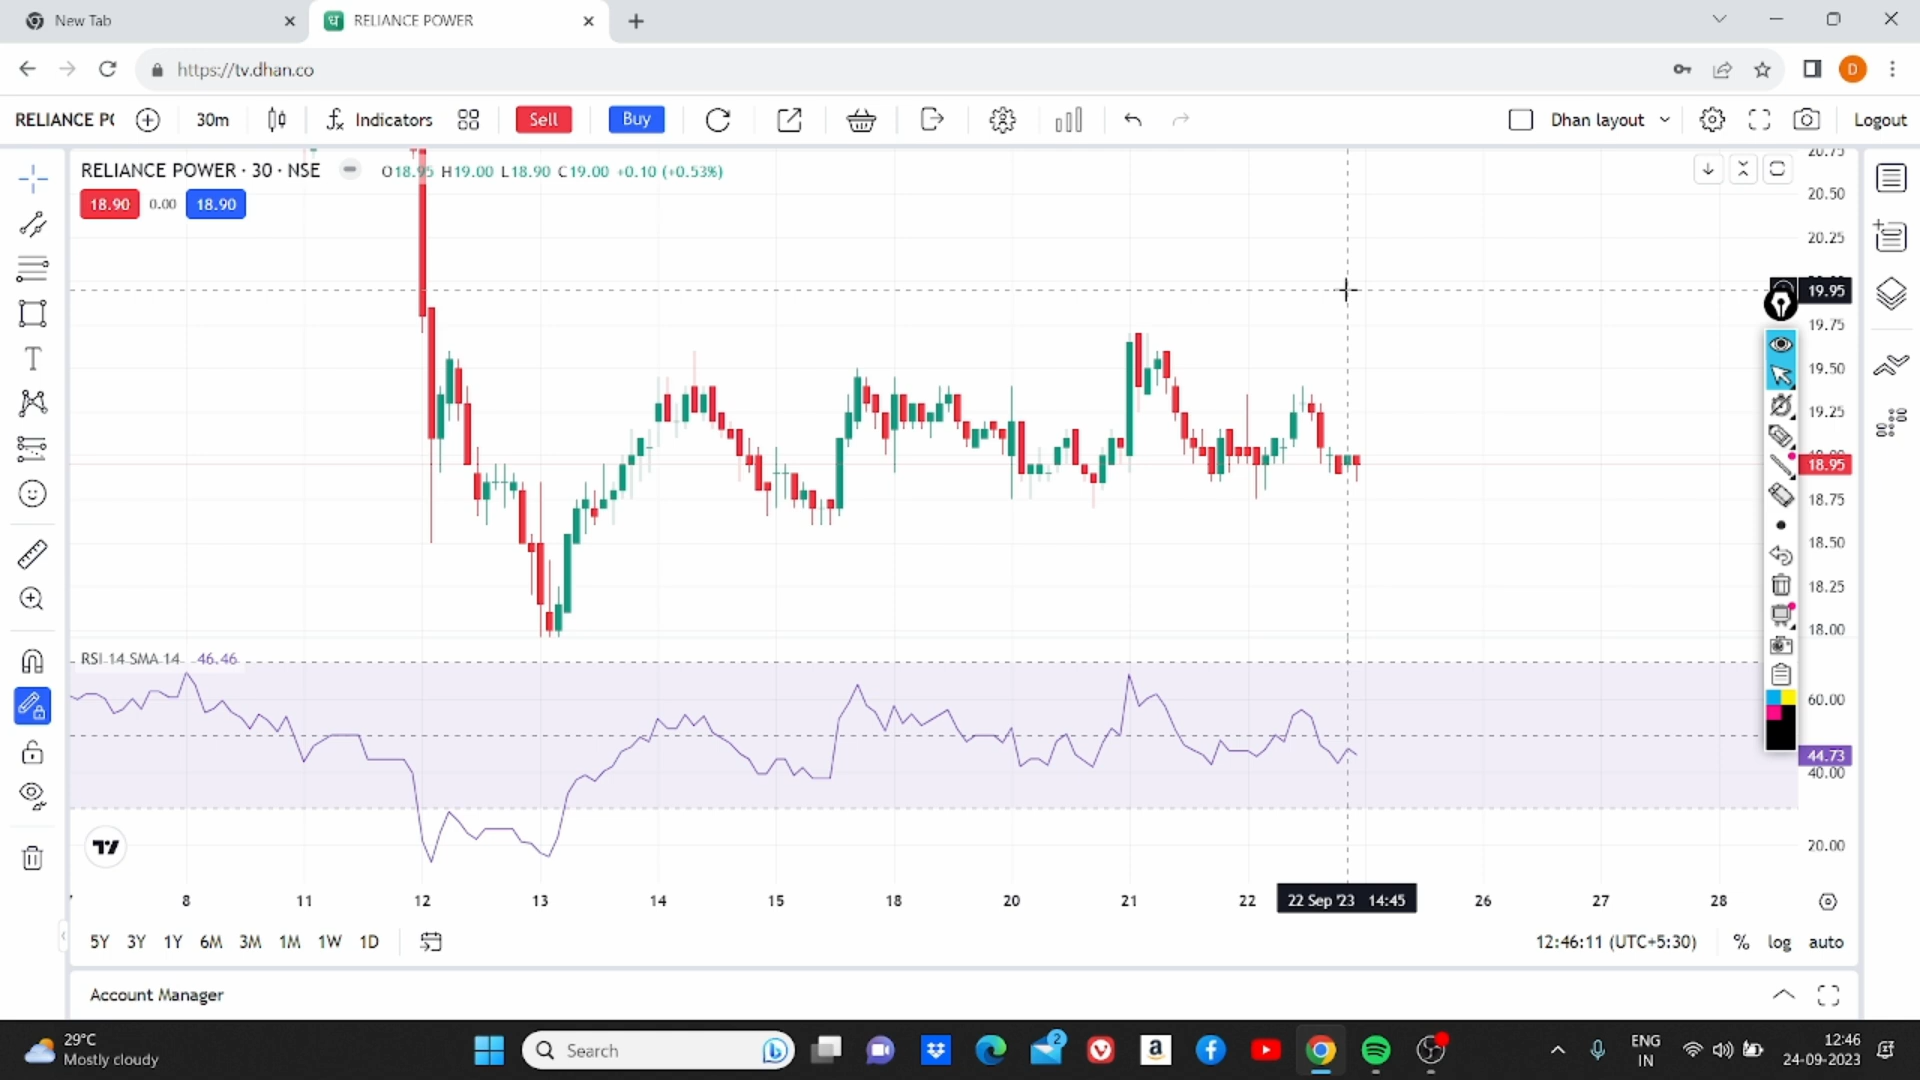 New Tab
RELIANCE POWER
https://tv.dhan.co
D
RELIANCE P
30m
Indicators
Sell
Buy
Dhan layout
Logout
RELIANCE POWER · 30 · NSE
O18.95 H19.00 L18.90 C19.00 +0.10 (+0.53%)
18.90
0.00
18.90
20.75
20.50
20.25
19.95
19.75
19.50
19.25
18.95
18.75
18.50
18.25
18.00
RSI 14 SMA 14 46.46
60.00
44.73
40.00
20.00
8
11
12
13
14
15
18
20
21
22
22 Sep '23 14:45
26
27
28
5Y
3Y
1Y
6M
3M
1M
1W
1D
12:46:11 (UTC+5:30)
%
log
auto
Account Manager
29°C
Mostly cloudy
Search
2
a
ENG
IN
12:46
24-09-2023